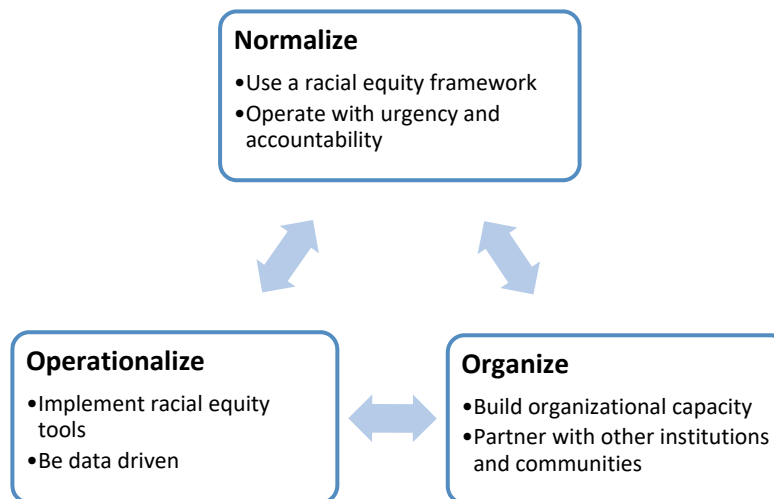 Normalize
•Use a racial equity framework
•Operate with urgency and
accountability
Operationalize
•Implement racial equity
tools
•Be data driven
Organize
•Build organizational capacity
•Partner with other institutions
and communities